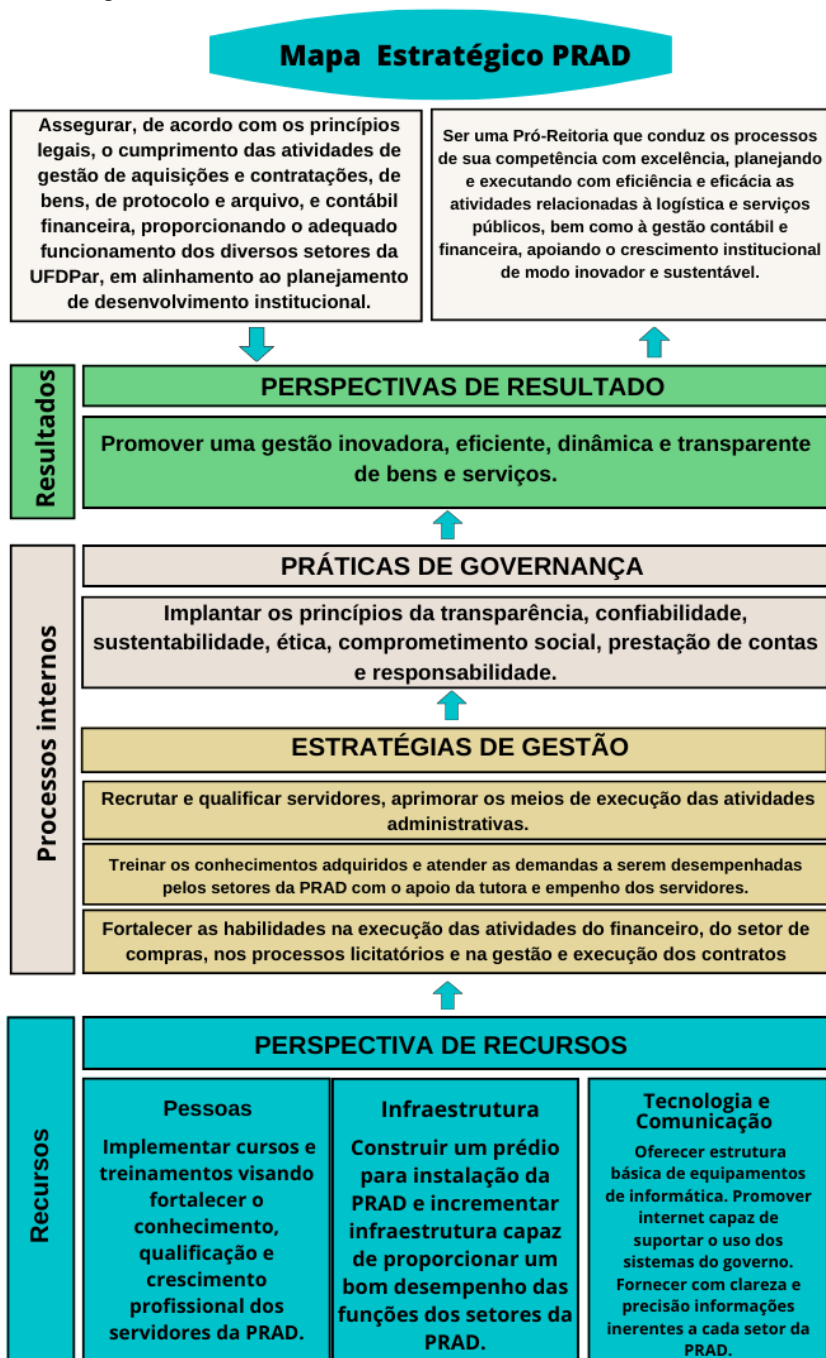 Mapa Estratégico PRAD
Assegurar, de acordo com os princípios
legais, o cumprimento das atividades de
gestão de aquisições e contratações, de
bens, de protocolo e arquivo, e contábil
financeira, proporcionando o adequado
funcionamento dos diversos setores da
UFDPar, em alinhamento ao planejamento
de desenvolvimento institucional.
Ser uma Pró-Reitoria que conduz os processos
de sua competência com excelência, planejando
e executando com eficiência e eficácia as
atividades relacionadas à logística e serviços
públicos, bem como à gestão contábil e
financeira, apoiando o crescimento institucional
de modo inovador e sustentável.
Resultados
PERSPECTIVAS DE RESULTADO
Promover uma gestão inovadora, eficiente, dinâmica e transparente
de bens e serviços.
Processos internos
PRÁTICAS DE GOVERNANÇA
Implantar os princípios da transparência, confiabilidade,
sustentabilidade, ética, comprometimento social, prestação de contas
e responsabilidade.
ESTRATÉGIAS DE GESTÃO
Recrutar e qualificar servidores, aprimorar os meios de execução das atividades
administrativas.
Treinar os conhecimentos adquiridos e atender as demandas a serem desempenhadas
pelos setores da PRAD com o apoio da tutora e empenho dos servidores.
Fortalecer as habilidades na execução das atividades do financeiro, do setor de
compras, nos processos licitatórios e na gestão e execução dos contratos
Recursos
PERSPECTIVA DE RECURSOS
Pessoas
Implementar cursos e
treinamentos visando
fortalecer o
conhecimento,
qualificação e
crescimento
profissional dos
servidores da PRAD.
Infraestrutura
Construir um prédio
para instalação da
PRAD e incrementar
infraestrutura capaz
de proporcionar um
bom desempenho das
funções dos setores da
PRAD.
Tecnologia e
Comunicação
Oferecer estrutura
básica de equipamentos
de informática. Promover
internet capaz de
suportar o uso dos
sistemas do governo.
Fornecer com clareza e
precisão informações
inerentes a cada setor da
PRAD.